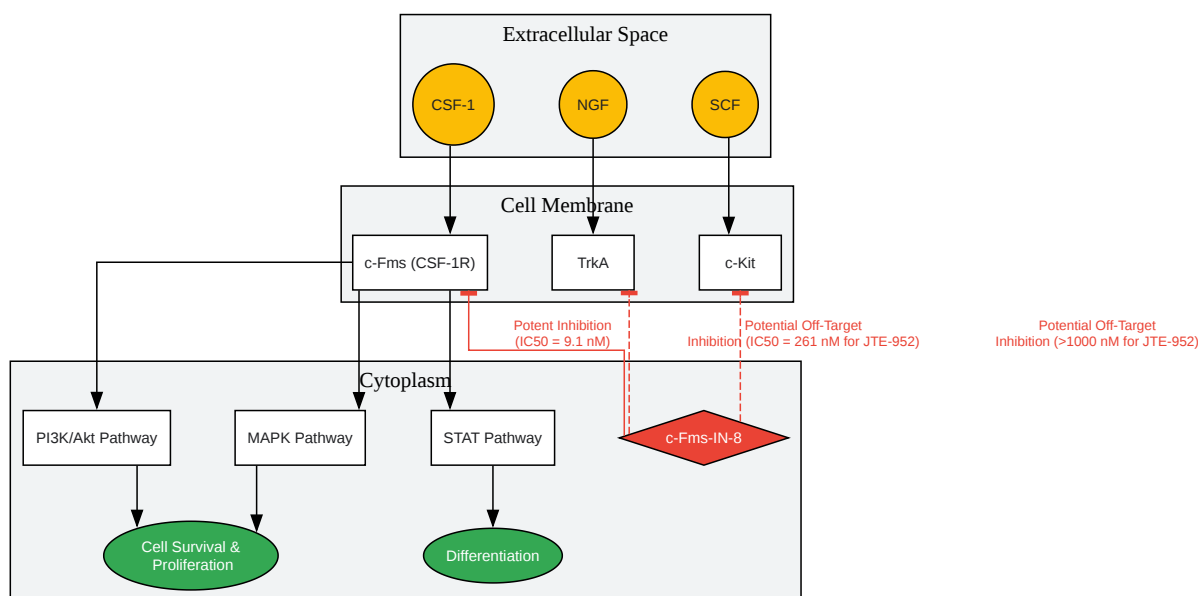 Extracellular Space
CSF-1
NGF
SCF
Cell Membrane
c-Fms (CSF-1R)
TrkA
c-Kit
Potent Inhibition
(IC50 = 9.1 nM)
Potential Off-Target
Inhibition (IC50 = 261 nM for JTE-952)
Potential Off-Target
Inhibition (>1000 nM for JTE-952)
Cytoplasm
PI3K/Akt Pathway
MAPK Pathway
STAT Pathway
c-Fms-IN-8
Cell Survival &
Proliferation
Differentiation